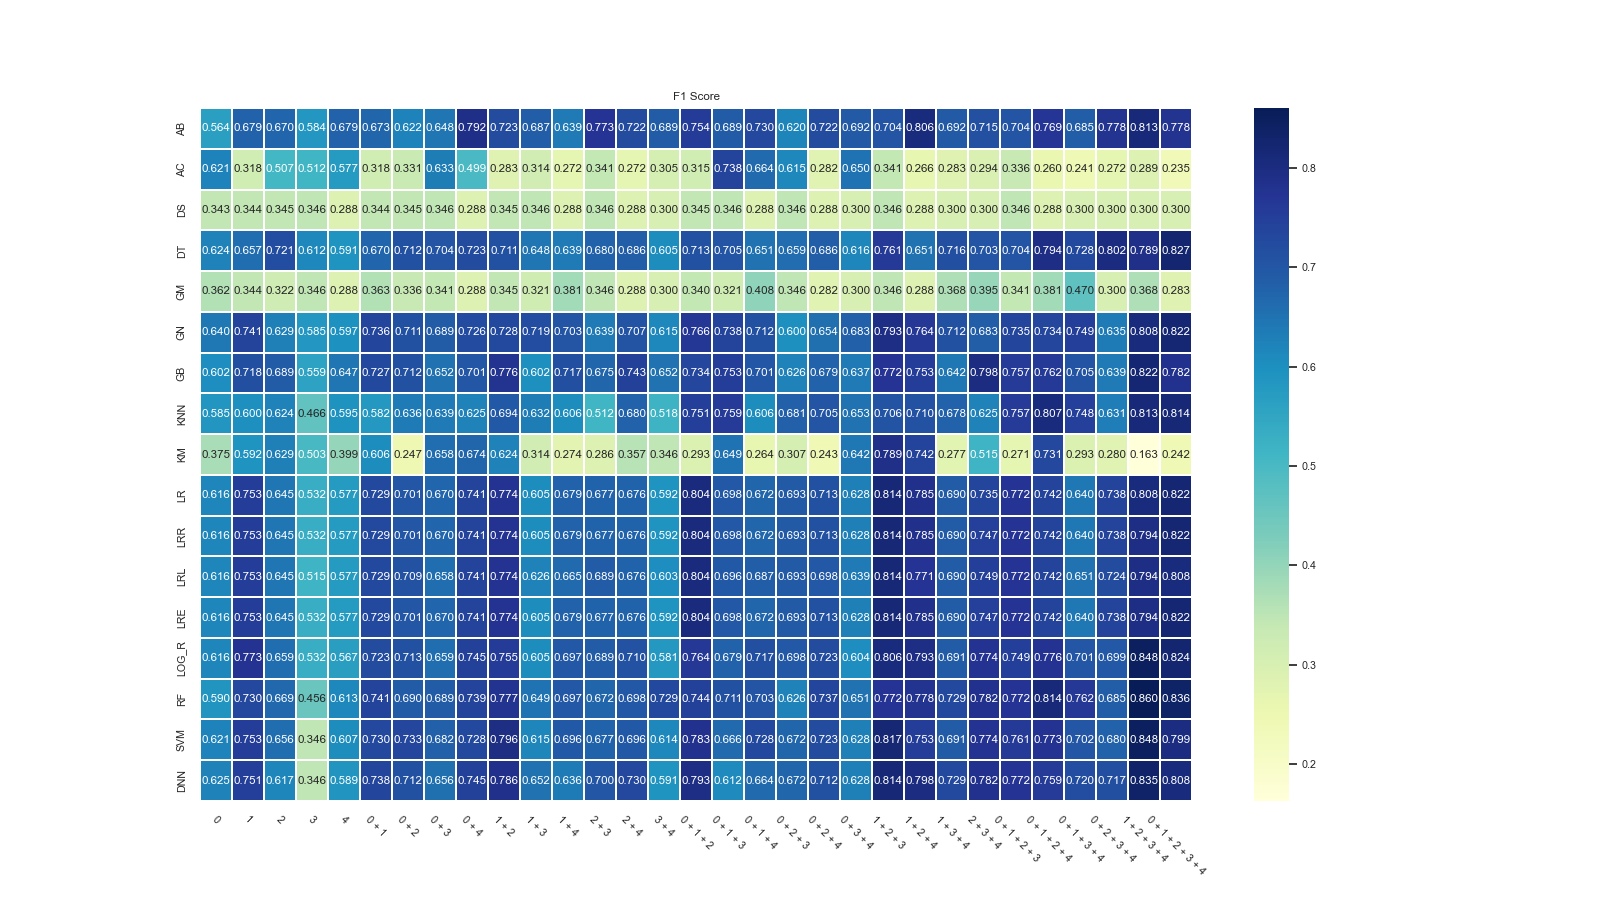 F1 Score
AB 0.564 0.679 0.670 0.584 0.679 0.673 0.622 0.648 0.792 0.723 0.687 0.639 0.773 0.722 0.689 0.754 0.689 0.730 0.620 0.722 0.692 0.704 0.806 0.692 0.715 0.704 0.769 0.685 0.778 0.813 0.778
AC 0.621 0.318 0.507 0.512 0.577 0.318 0.331 0.633 0.499 0.283 0.314 0.272 0.341 0.272 0.305 0.315 0.738 0.664 0.615 0.282 0.650 0.341 0.266 0.283 0.294 0.336 0.260 0.241 0.272 0.289 0.235
DS 0.343 0.344 0.345 0.346 0.288 0.344 0.345 0.346 0.288 0.345 0.346 0.288 0.346 0.288 0.300 0.345 0.346 0.288 0.346 0.288 0.300 0.346 0.288 0.300 0.300 0.346 0.288 0.300 0.300 0.300 0.300
DT 0.624 0.657 0.721 0.612 0.591 0.670 0.712 0.704 0.723 0.711 0.648 0.639 0.680 0.686 0.605 0.713 0.705 0.651 0.659 0.686 0.616 0.761 0.651 0.716 0.703 0.704 0.794 0.728 0.802 0.789 0.827
GM 0.362 0.344 0.322 0.346 0.288 0.363 0.336 0.341 0.288 0.345 0.321 0.381 0.346 0.288 0.300 0.340 0.321 0.408 0.346 0.282 0.300 0.346 0.288 0.368 0.395 0.341 0.381 0.470 0.300 0.368 0.283
GN 0.640 0.741 0.629 0.585 0.597 0.736 0.711 0.689 0.726 0.728 0.719 0.703 0.639 0.707 0.615 0.766 0.738 0.712 0.600 0.654 0.683 0.793 0.764 0.712 0.683 0.735 0.734 0.749 0.635 0.808 0.822
GB 0.602 0.718 0.689 0.559 0.647 0.727 0.712 0.652 0.701 0.776 0.602 0.717 0.675 0.743 0.652 0.734 0.753 0.701 0.626 0.679 0.637 0.772 0.753 0.642 0.798 0.757 0.762 0.705 0.639 0.822 0.782
KNN 0.585 0.600 0.624 0.466 0.595 0.582 0.636 0.639 0.625 0.694 0.632 0.606 0.512 0.680 0.518 0.751 0.759 0.606 0.681 0.705 0.653 0.706 0.710 0.678 0.625 0.757 0.807 0.748 0.631 0.813 0.814
KM 0.375 0.592 0.629 0.503 0.399 0.606 0.247 0.658 0.674 0.624 0.314 0.274 0.286 0.357 0.346 0.293 0.649 0.264 0.307 0.243 0.642 0.789 0.742 0.277 0.515 0.271 0.731 0.293 0.280 0.163 0.242
LR 0.616 0.753 0.645 0.532 0.577 0.729 0.701 0.670 0.741 0.774 0.605 0.679 0.677 0.676 0.592 0.804 0.698 0.672 0.693 0.713 0.628 0.814 0.785 0.690 0.735 0.772 0.742 0.640 0.738 0.808 0.822
LRR 0.616 0.753 0.645 0.532 0.577 0.729 0.701 0.670 0.741 0.774 0.605 0.679 0.677 0.676 0.592 0.804 0.698 0.672 0.693 0.713 0.628 0.814 0.785 0.690 0.747 0.772 0.742 0.640 0.738 0.794 0.822
LRL 0.616 0.753 0.645 0.515 0.577 0.729 0.709 0.658 0.741 0.774 0.626 0.665 0.689 0.676 0.603 0.804 0.696 0.687 0.693 0.698 0.639 0.814 0.771 0.690 0.749 0.772 0.742 0.651 0.724 0.794 0.808
LRE 0.616 0.753 0.645 0.532 0.577 0.729 0.701 0.670 0.741 0.774 0.605 0.679 0.677 0.676 0.592 0.804 0.698 0.672 0.693 0.713 0.628 0.814 0.785 0.690 0.747 0.772 0.742 0.640 0.738 0.794 0.822
LOG_R 0.616 0.773 0.659 0.532 0.567 0.723 0.713 0.659 0.745 0.755 0.605 0.697 0.689 0.710 0.581 0.764 0.679 0.717 0.698 0.723 0.604 0.806 0.793 0.691 0.774 0.749 0.776 0.701 0.699 0.848 0.824
RF 0.590 0.730 0.669 0.456 0.613 0.741 0.690 0.689 0.739 0.777 0.649 0.697 0.672 0.698 0.729 0.744 0.711 0.703 0.626 0.737 0.651 0.772 0.778 0.729 0.782 0.772 0.814 0.762 0.685 0.860 0.836
SVM 0.621 0.753 0.656 0.346 0.607 0.730 0.733 0.682 0.728 0.796 0.615 0.696 0.677 0.696 0.614 0.783 0.666 0.728 0.672 0.723 0.628 0.817 0.753 0.691 0.774 0.761 0.773 0.702 0.680 0.848 0.799
DNN 0.625 0.751 0.617 0.346 0.589 0.738 0.712 0.656 0.745 0.786 0.652 0.636 0.700 0.730 0.591 0.793 0.612 0.664 0.672 0.712 0.628 0.814 0.798 0.729 0.782 0.772 0.759 0.720 0.717 0.835 0.808
0
1
2
3
4
0 + 1
0 + 2
0 + 3
0 + 4
1 + 2
1 + 3
1 + 4
2 + 3
2 + 4
3 + 4
0 + 1 + 2
0 + 1 + 3
0 + 1 + 4
0 + 2 + 3
0 + 2 + 4
0 + 3 + 4
1 + 2 + 3
1 + 2 + 4
1 + 3 + 4
2 + 3 + 4
0 + 1 + 2 + 3
0 + 1 + 2 + 4
0 + 1 + 3 + 4
0 + 2 + 3 + 4
1 + 2 + 3 + 4
0 + 1 + 2 + 3 + 4
0.8
0.7
0.6
0.5
0.4
0.3
0.2